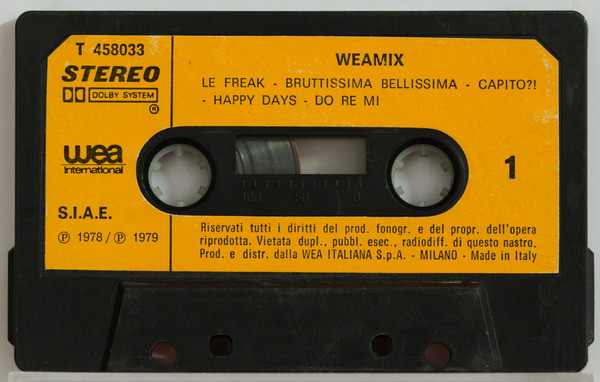 T 458033
STEREO
DOLBY SYSTEM
®
wea
International
S.I.A.E.
℗ 1978/℗ 1979
WEAMIX
LE FREAK - BRUTTISSIMA BELLISSIMA - CAPITO?!
- HAPPY DAYS - DO RE MI
100 50 0
1
Riservati tutti i diritti del prod. fonogr. e del propr. dell'opera
riprodotta. Vietata dupl., pubbl. esec., radiodiff. di questo nastro.
Prod. e distr. dalla WEA ITALIANA S.p.A. - MILANO - Made in Italy